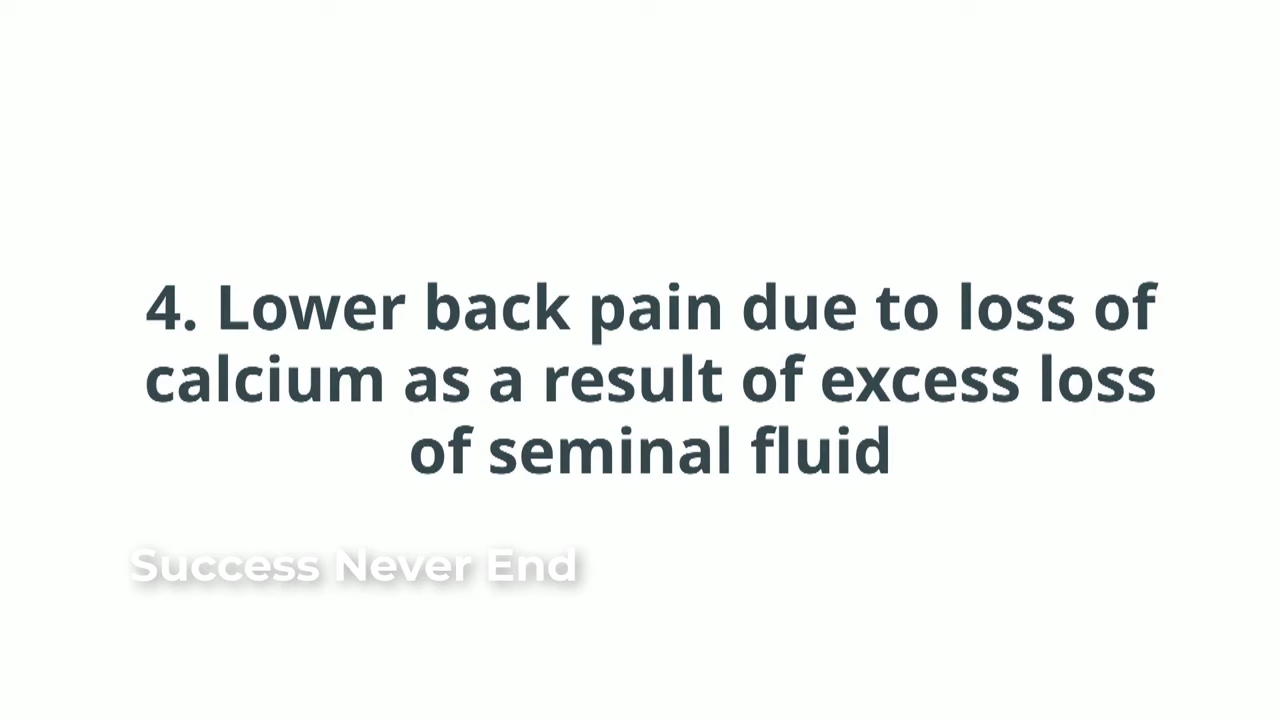 4. Lower back pain due to loss of
calcium as a result of excess loss
of seminal fluid
Success Never End